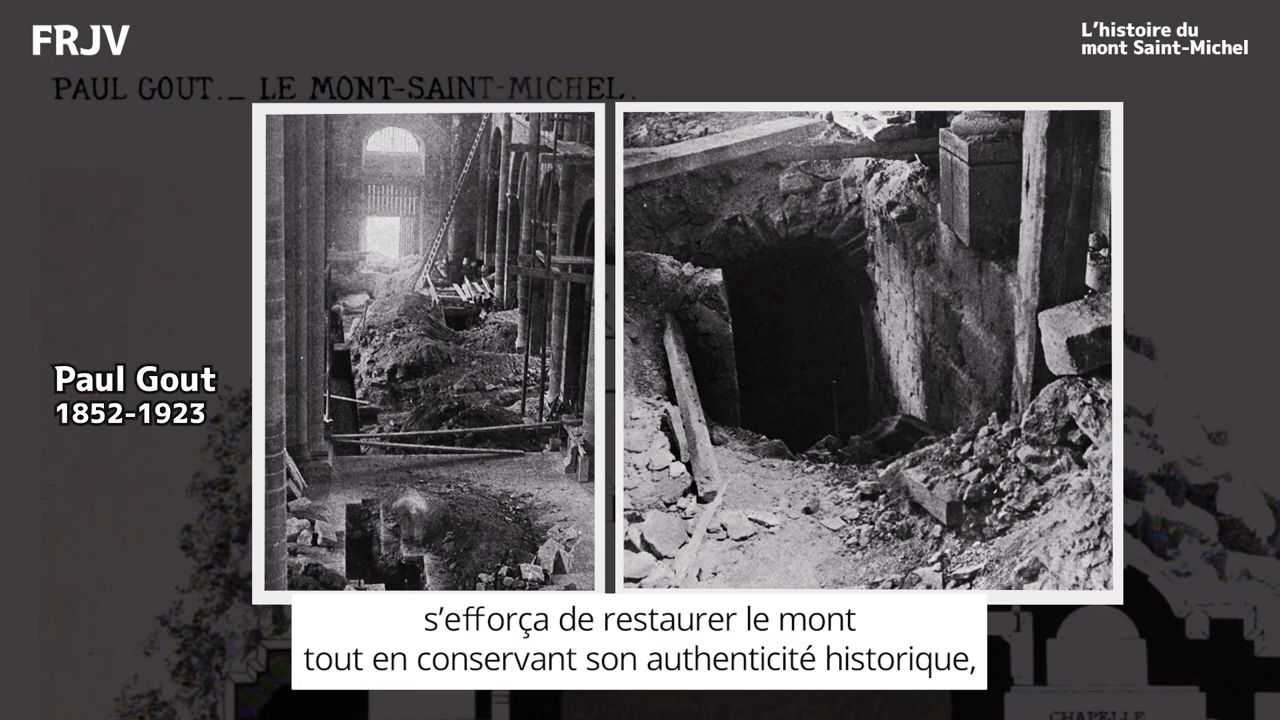 FRJV
L’histoire du
mont Saint-Michel
PAUL GOUT._ LE MONT-SAINT-MICHEL.
Paul Gout
1852-1923
s’efforça de restaurer le mont
tout en conservant son authenticité historique,
CHAPELLE